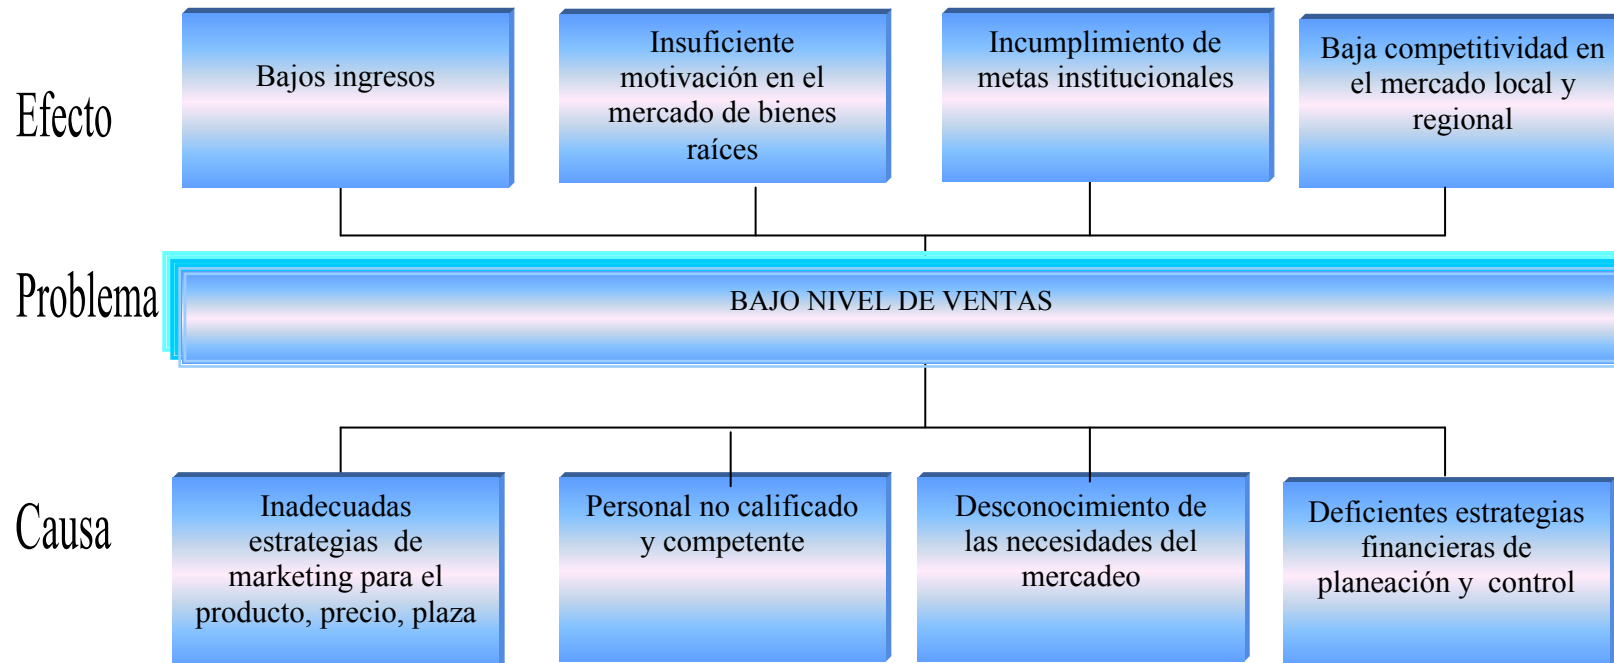 Efecto
Bajos ingresos
Insuficiente
motivación en el
mercado de bienes
raíces
Incumplimiento de
metas institucionales
Baja competitividad en
el mercado local y
regional
Problema
BAJO NIVEL DE VENTAS
Causa
Inadecuadas
estrategias de
marketing para el
producto, precio, plaza
Personal no calificado
y competente
Desconocimiento de
las necesidades del
mercadeo
Deficientes estrategias
financieras de
planeación y control